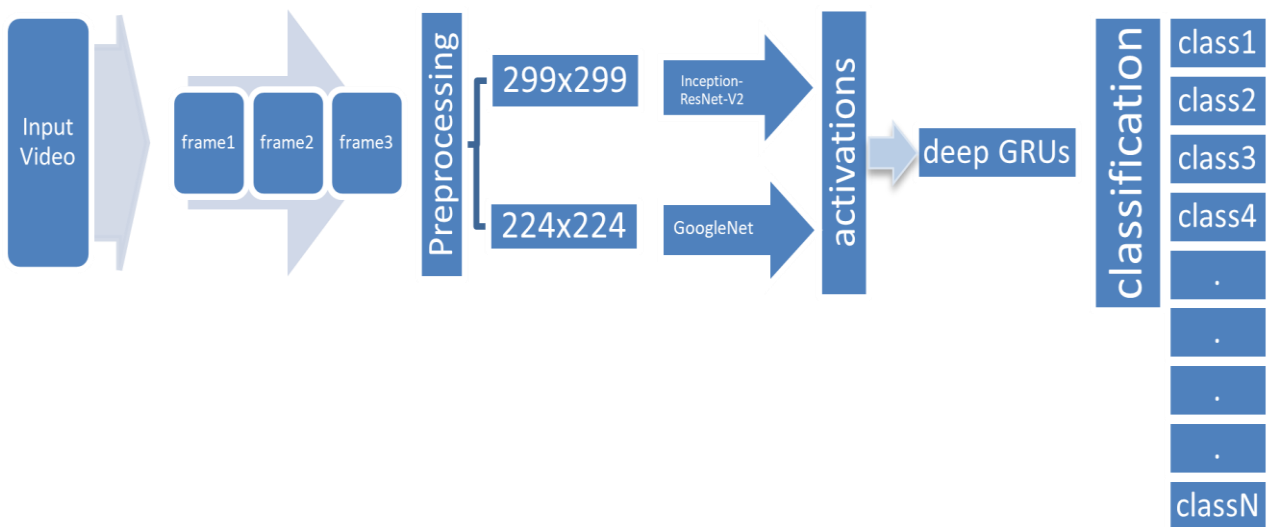 Input
Video
frame1
frame2
frame3
Preprocessing
299x299
224x224
Inception-
ResNet-V2
GoogleNet
activations
deep GRUs
classification
class1
class2
class3
class4
.
.
.
.
classN